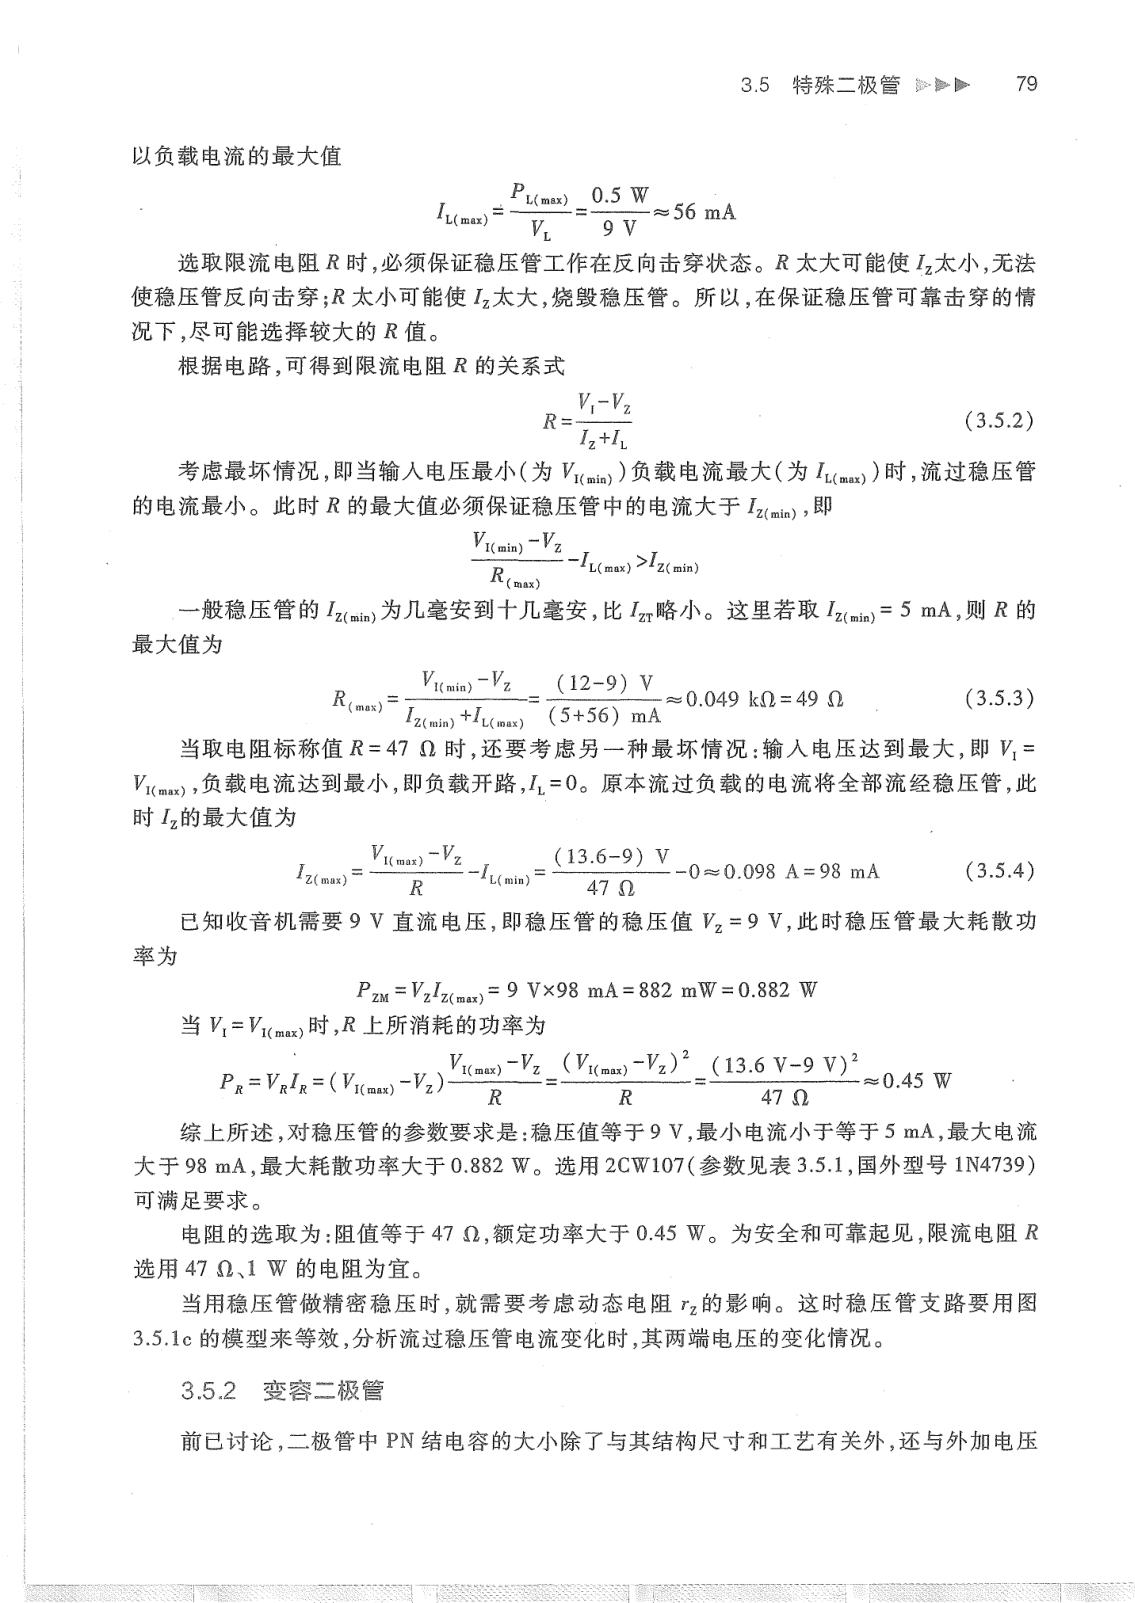 3.5 特殊二极管 79
以负载电流的最大值
I_{L(max)} = \frac{P_{L(max)}}{V_L} = \frac{0.5 W}{9 V} ≈ 56 mA
选取限流电阻 R 时,必须保证稳压管工作在反向击穿状态。R 太大可能使 I_Z太小,无法
使稳压管反向击穿;R 太小可能使 I_Z太大,烧毁稳压管。所以,在保证稳压管可靠击穿的情
况下,尽可能选择较大的 R 值。
根据电路,可得到限流电阻 R 的关系式
R = \frac{V_I-V_Z}{I_Z+I_L} (3.5.2)
考虑最坏情况,即当输入电压最小(为 V_{I(min)})负载电流最大(为 I_{L(max)})时,流过稳压管
的电流最小。此时 R 的最大值必须保证稳压管中的电流大于 I_{Z(min)},即
\frac{V_{I(min)}-V_Z}{R_{(max)}} - I_{L(max)} > I_{Z(min)}
一般稳压管的 I_{Z(min)}为几毫安到十几毫安,比 I_{ZT}略小。这里若取 I_{Z(min)} = 5 mA,则 R 的
最大值为
R_{(max)} = \frac{V_{I(min)}-V_Z}{I_{Z(min)}+I_{L(max)}} = \frac{(12-9) V}{(5+56) mA} ≈ 0.049 kΩ = 49 Ω (3.5.3)
当取电阻标称值 R = 47 Ω 时,还要考虑另一种最坏情况:输入电压达到最大,即 V_I =
V_{I(max)},负载电流达到最小,即负载开路,I_L = 0。原本流过负载的电流将全部流经稳压管,此
时 I_Z的最大值为
I_{Z(max)} = \frac{V_{I(max)}-V_Z}{R} - I_{L(min)} = \frac{(13.6-9) V}{47 Ω} - 0 ≈ 0.098 A = 98 mA (3.5.4)
已知收音机需要 9 V 直流电压,即稳压管的稳压值 V_Z = 9 V,此时稳压管最大耗散功
率为
P_{ZM} = V_Z I_{Z(max)} = 9 V×98 mA = 882 mW = 0.882 W
当 V_I = V_{I(max)}时,R 上所消耗的功率为
P_R = V_R I_R = (V_{I(max)}-V_Z) \frac{V_{I(max)}-V_Z}{R} = \frac{(V_{I(max)}-V_Z)^2}{R} = \frac{(13.6 V-9 V)^2}{47 Ω} ≈ 0.45 W
综上所述,对稳压管的参数要求是:稳压值等于 9 V,最小电流小于等于 5 mA,最大电流
大于 98 mA,最大耗散功率大于 0.882 W。选用 2CW107(参数见表 3.5.1,国外型号 1N4739)
可满足要求。
电阻的选取为:阻值等于 47 Ω,额定功率大于 0.45 W。为安全和可靠起见,限流电阻 R
选用 47 Ω、1 W 的电阻为宜。
当用稳压管做精密稳压时,就需要考虑动态电阻 r_Z的影响。这时稳压管支路要用图
3.5.1c 的模型来等效,分析流过稳压管电流变化时,其两端电压的变化情况。
3.5.2 变容二极管
前已讨论,二极管中 PN 结电容的大小除了与其结构尺寸和工艺有关外,还与外加电压